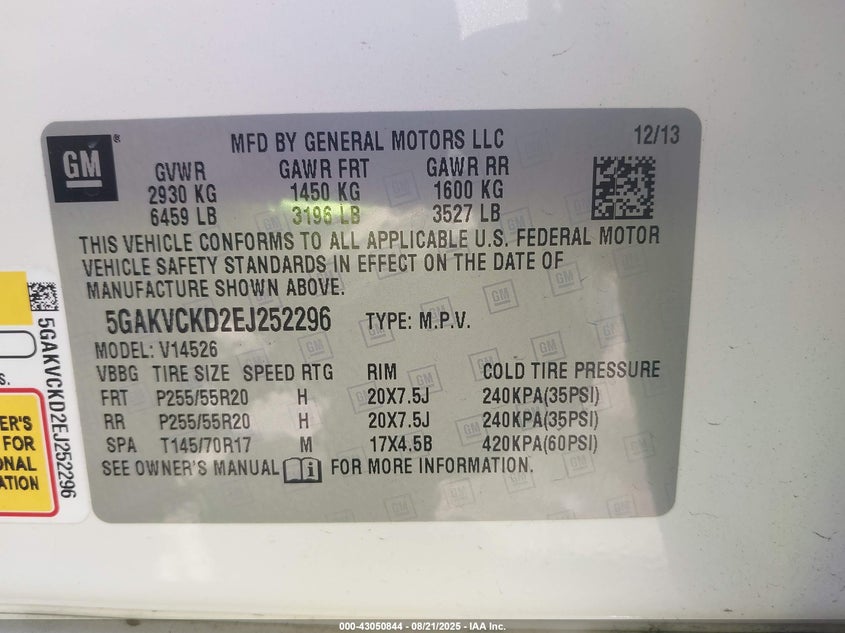 GM
®
MFD BY GENERAL MOTORS LLC
12/13
GVWR GAWR FRT GAWR RR
2930 KG 1450 KG 1600 KG
6459 LB 3196 LB 3527 LB
THIS VEHICLE CONFORMS TO ALL APPLICABLE U.S. FEDERAL MOTOR
VEHICLE SAFETY STANDARDS IN EFFECT ON THE DATE OF
MANUFACTURE SHOWN ABOVE.
5GAKVCKD2EJ252296 TYPE: M.P.V.
MODEL: V14526
VBBG TIRE SIZE SPEED RTG RIM COLD TIRE PRESSURE
FRT P255/55R20 H 20X7.5J 240KPA(35PSI)
RR P255/55R20 H 20X7.5J 240KPA(35PSI)
SPA T145/70R17 M 17X4.5B 420KPA(60PSI)
SEE OWNER'S MANUAL i FOR MORE INFORMATION.
5GAKVCKD2EJ252296
S.
ER'S
FOR
ONAL
ATION
000-43050844 - 08/21/2025 - IAA Inc.